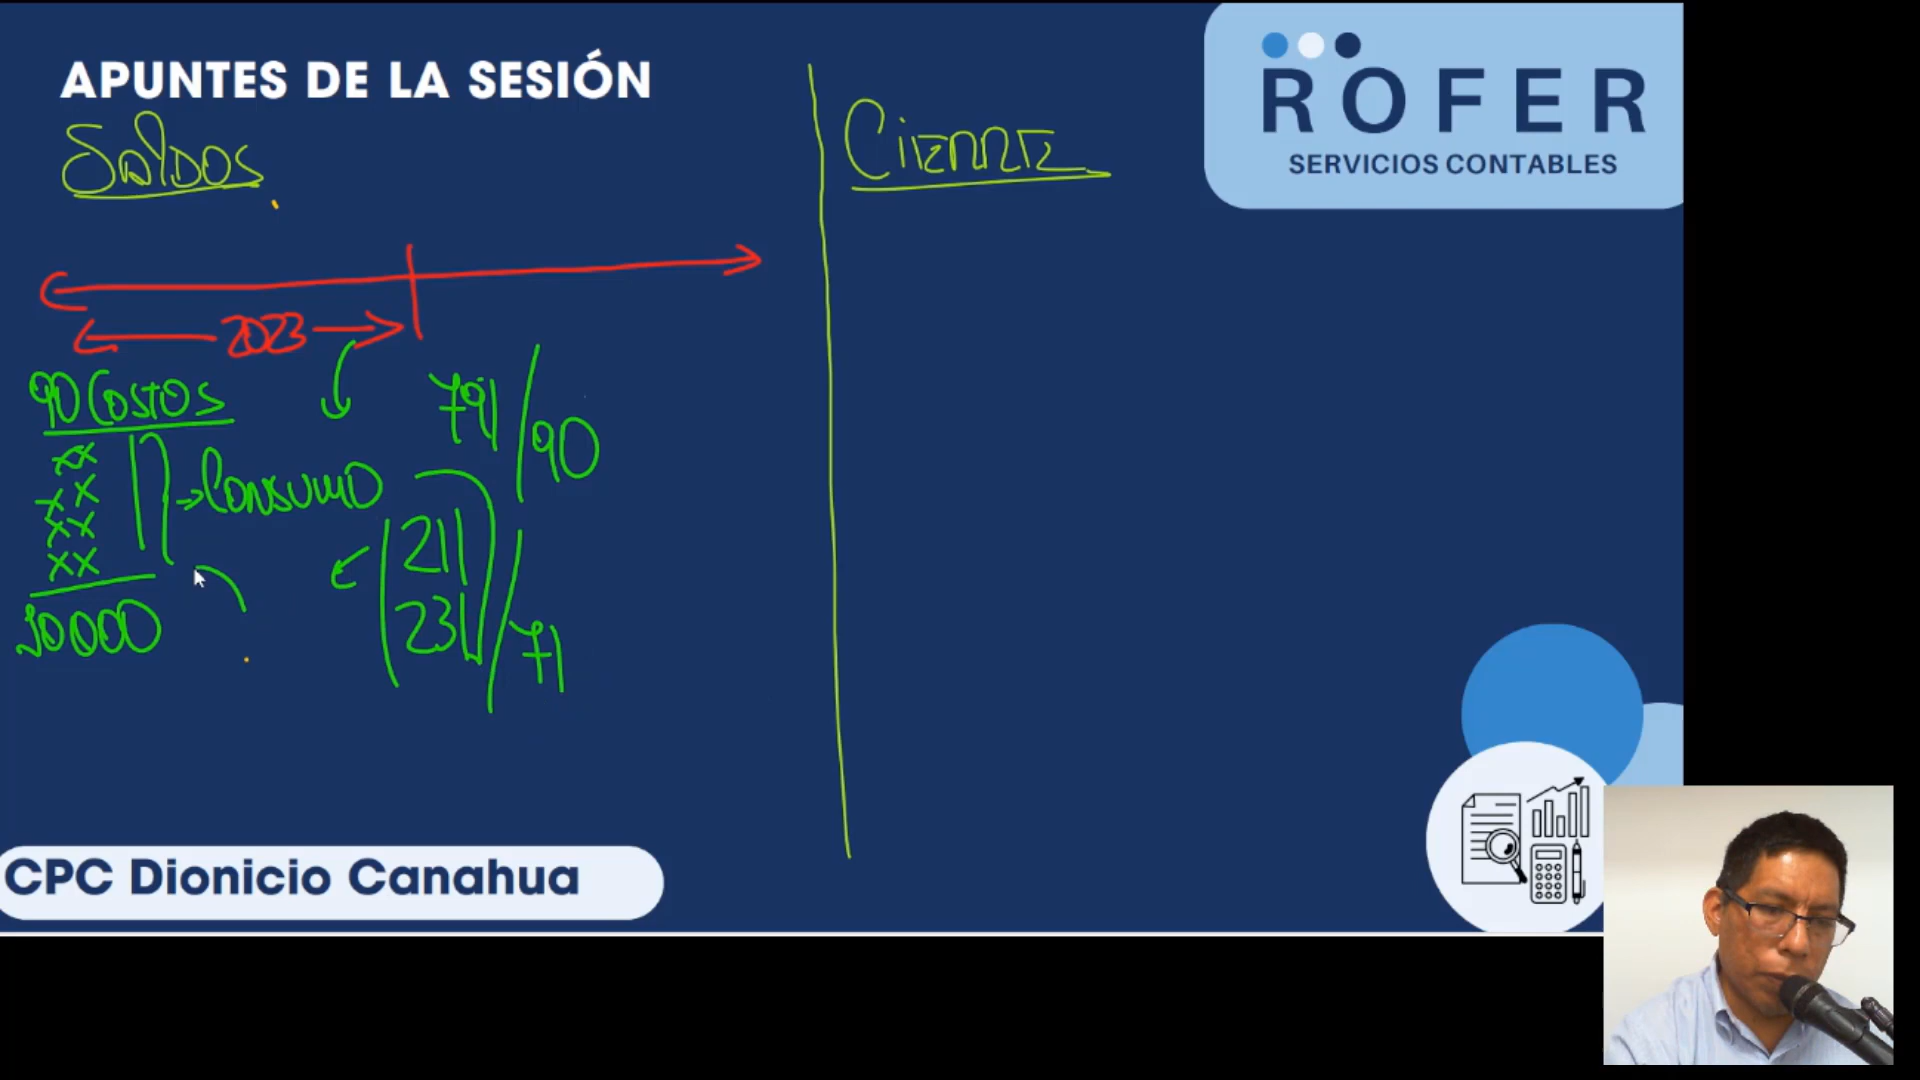 APUNTES DE LA SESIÓN
Saldos
CIERRE
ROFER
SERVICIOS CONTABLES
2023
90 Costos
xx
xx
xx
xx
→ Consumo
791 / 90
211
231 / 71
10000
CPC Dionicio Canahua